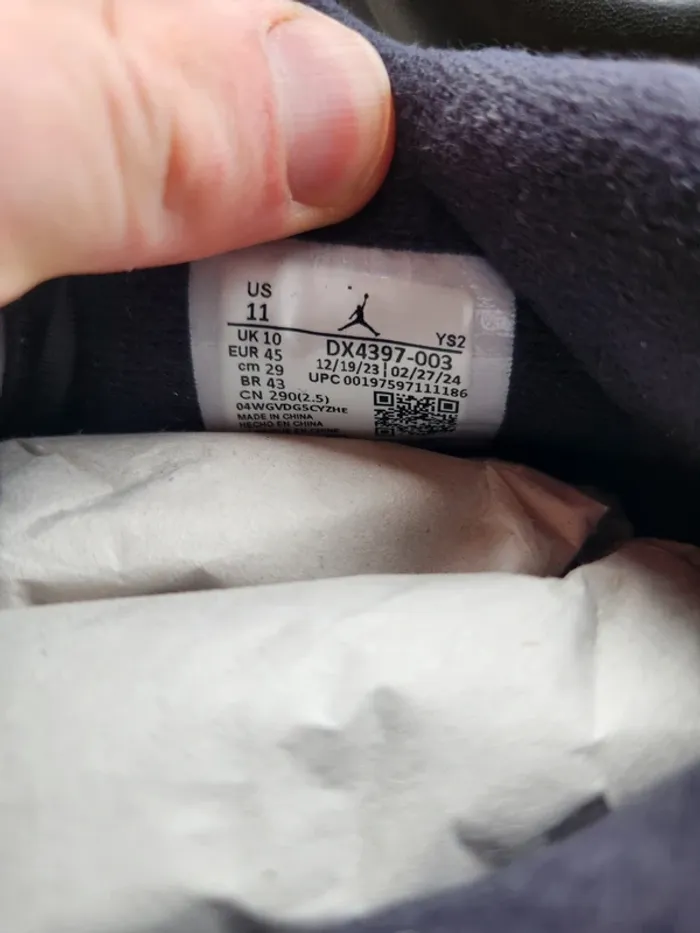 US
11
YS2
UK 10
EUR 45
cm 29
BR 43
CN 290(2.5)
DX4397-003
12/19/23 | 02/27/24
UPC 00197597111186
04WGVDG5CYZHE
MADE IN CHINA
HECHO EN CHINA